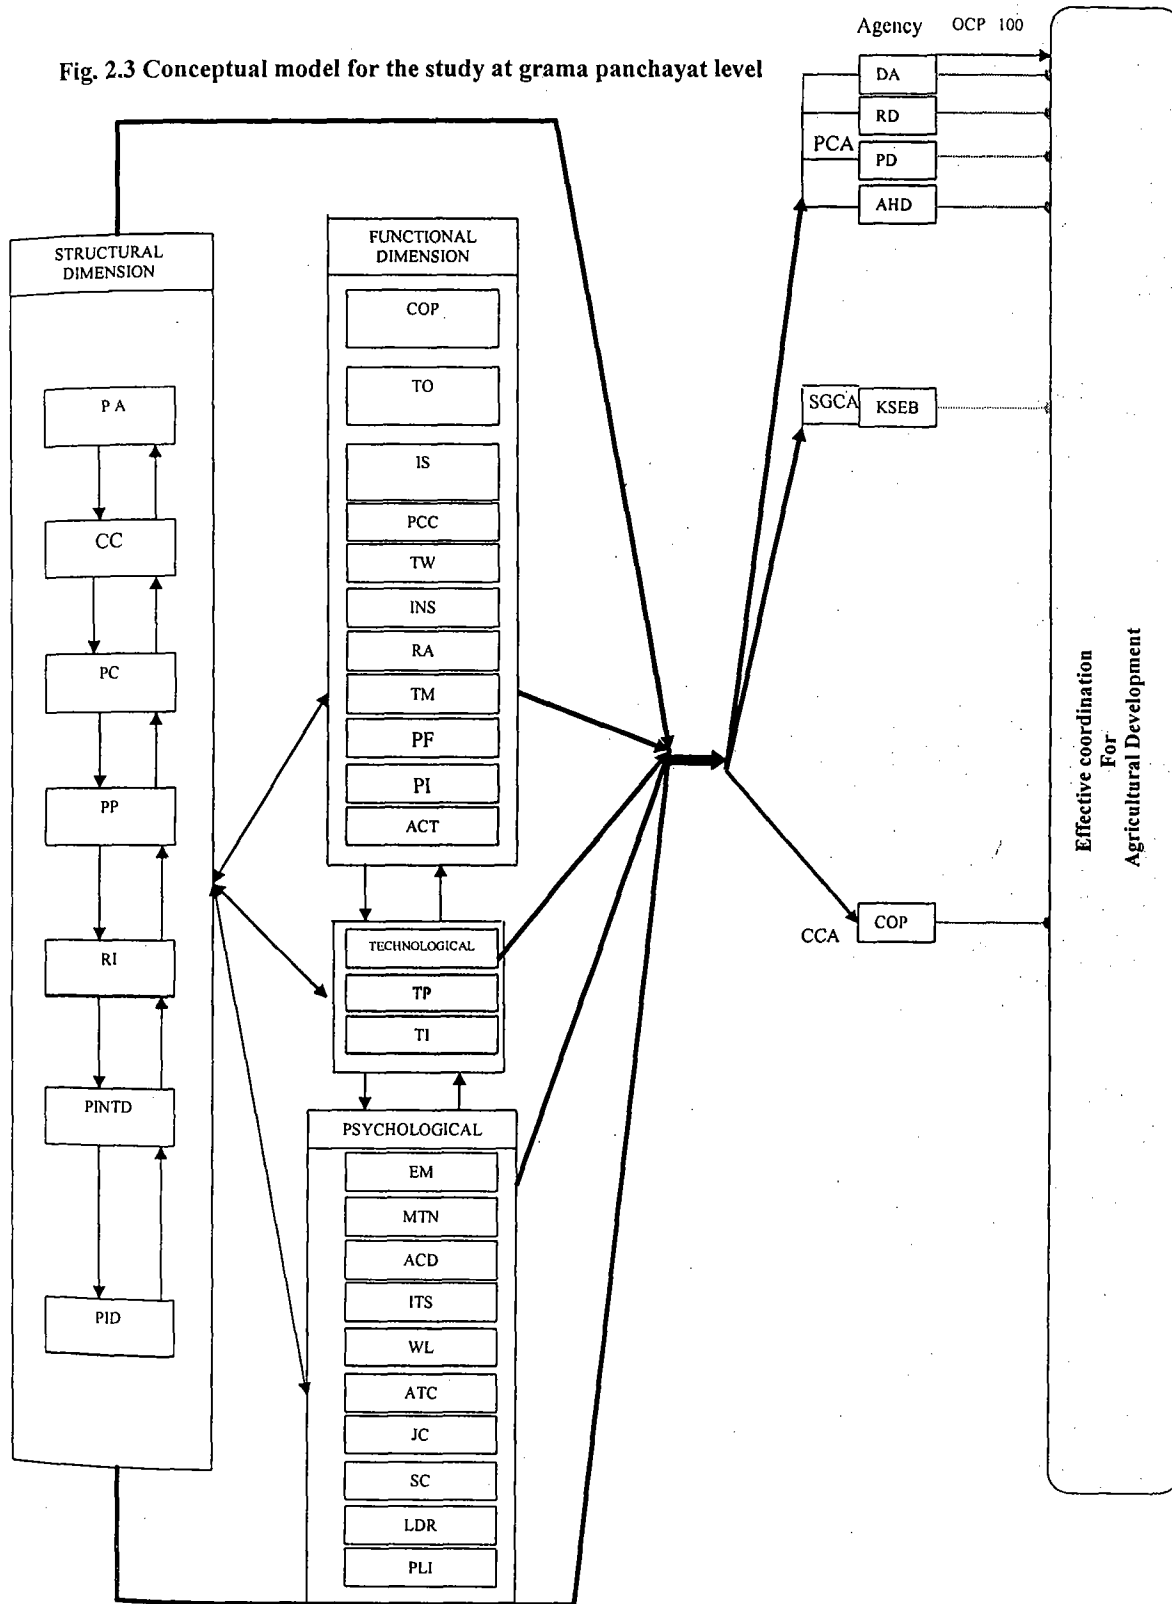 Agency OCP 100
Fig. 2.3 Conceptual model for the study at grama panchayat level
DA
RD
PCA
PD
AHD
STRUCTURAL
DIMENSION
P A
CC
PC
PP
RI
PINTD
PID
FUNCTIONAL
DIMENSION
COP
TO
IS
PCC
TW
INS
RA
TM
PF
PI
ACT
TECHNOLOGICAL
TP
TI
PSYCHOLOGICAL
EM
MTN
ACD
ITS
WL
ATC
JC
SC
LDR
PLI
SGCA KSEB
CCA COP
Effective coordination
For
Agricultural Development